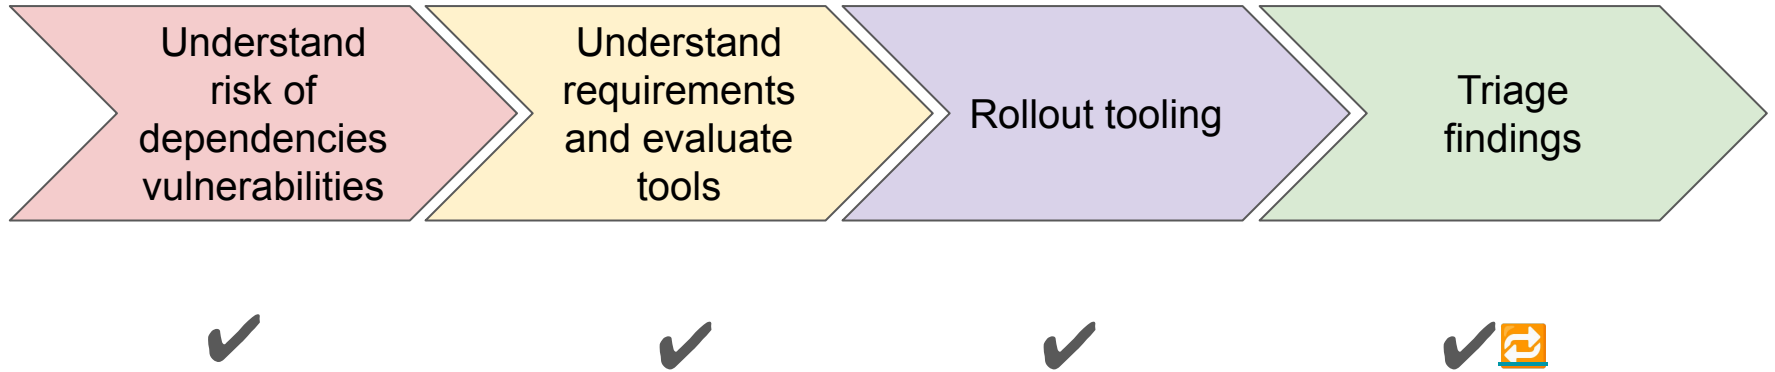 Understand
risk of
dependencies
vulnerabilities
Understand
requirements
and evaluate
tools
Rollout tooling
Triage
findings
✔
✔
✔
✔🔁